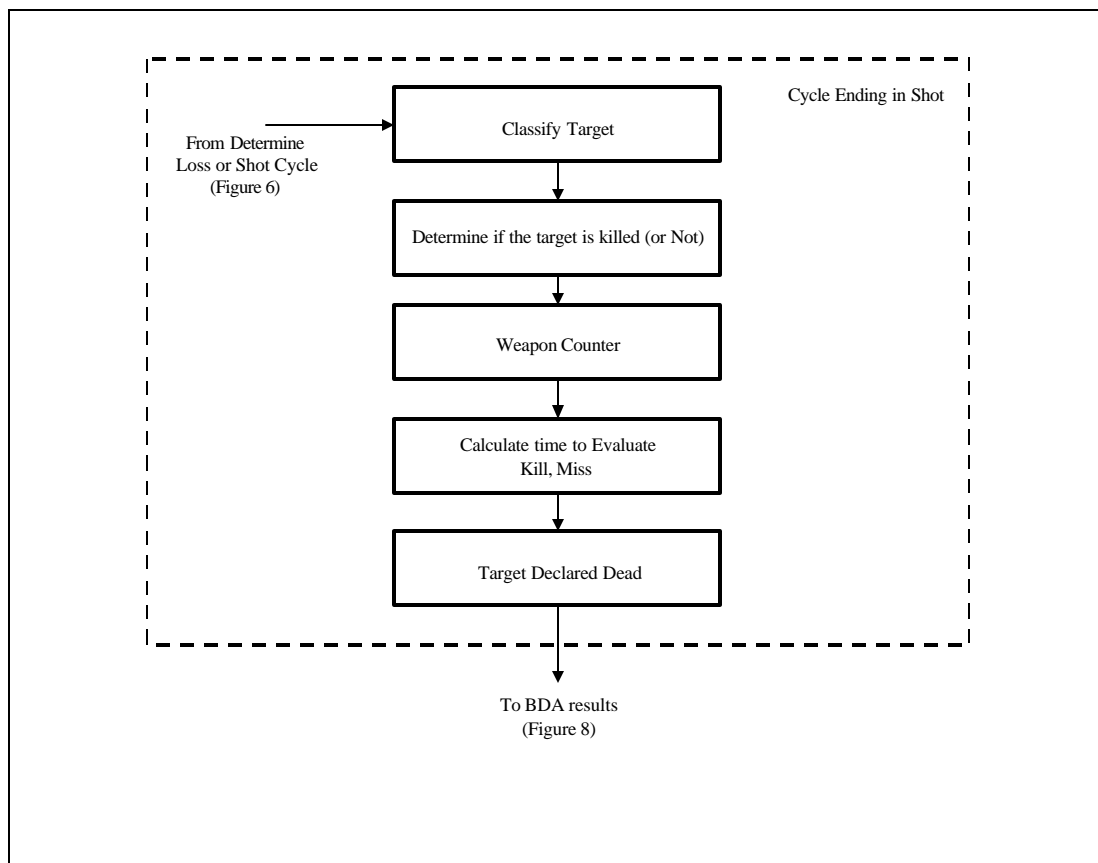 Cycle Ending in Shot
Classify Target
From Determine
Loss or Shot Cycle
(Figure 6)
Determine if the target is killed (or Not)
Weapon Counter
Calculate time to Evaluate
Kill, Miss
Target Declared Dead
To BDA results
(Figure 8)